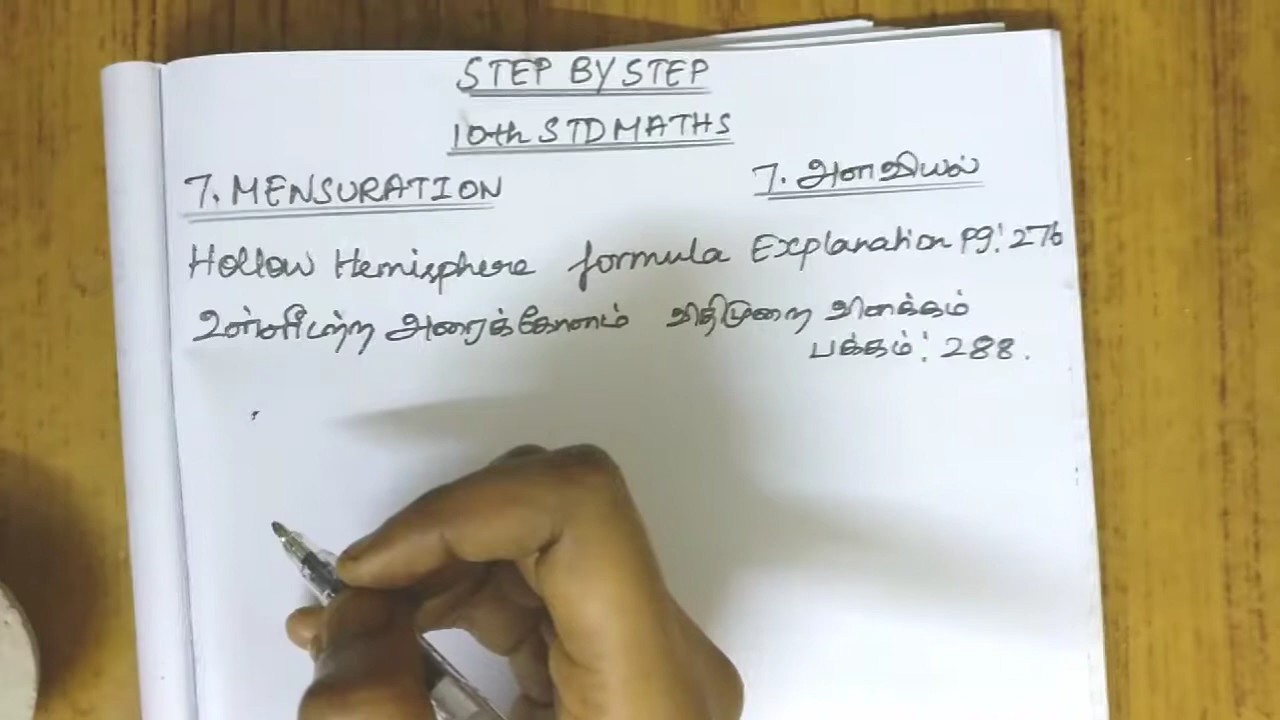 STEP BY STEP
10th STD MATHS
7. MENSURATION 7. அளவியல்
Hollow Hemisphere formula Explanation Pg: 276
உள்ளீடற்ற அரைக்கோளம் விதிமுறை விளக்கம்
பக்கம்: 288.